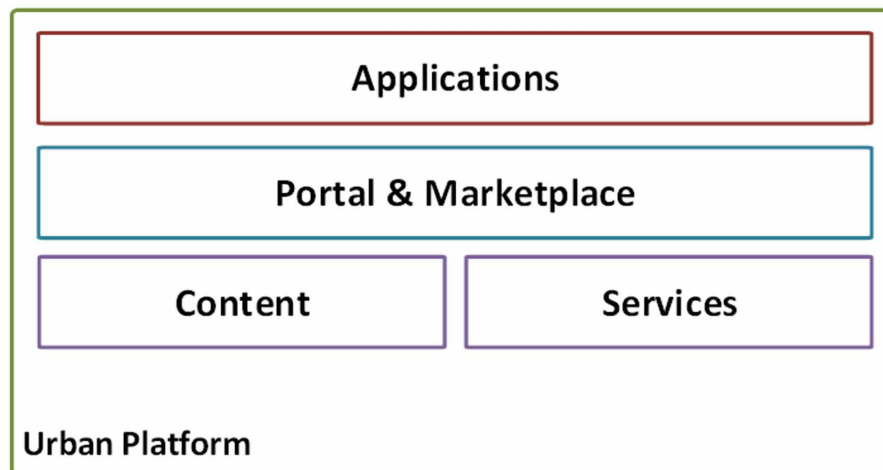 Applications
Portal & Marketplace
Content
Services
Urban Platform